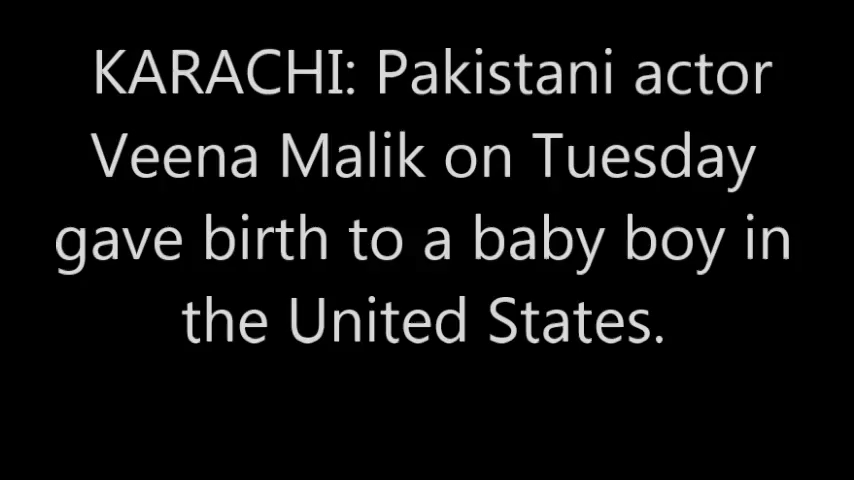 KARACHI: Pakistani actor
Veena Malik on Tuesday
gave birth to a baby boy in
the United States.